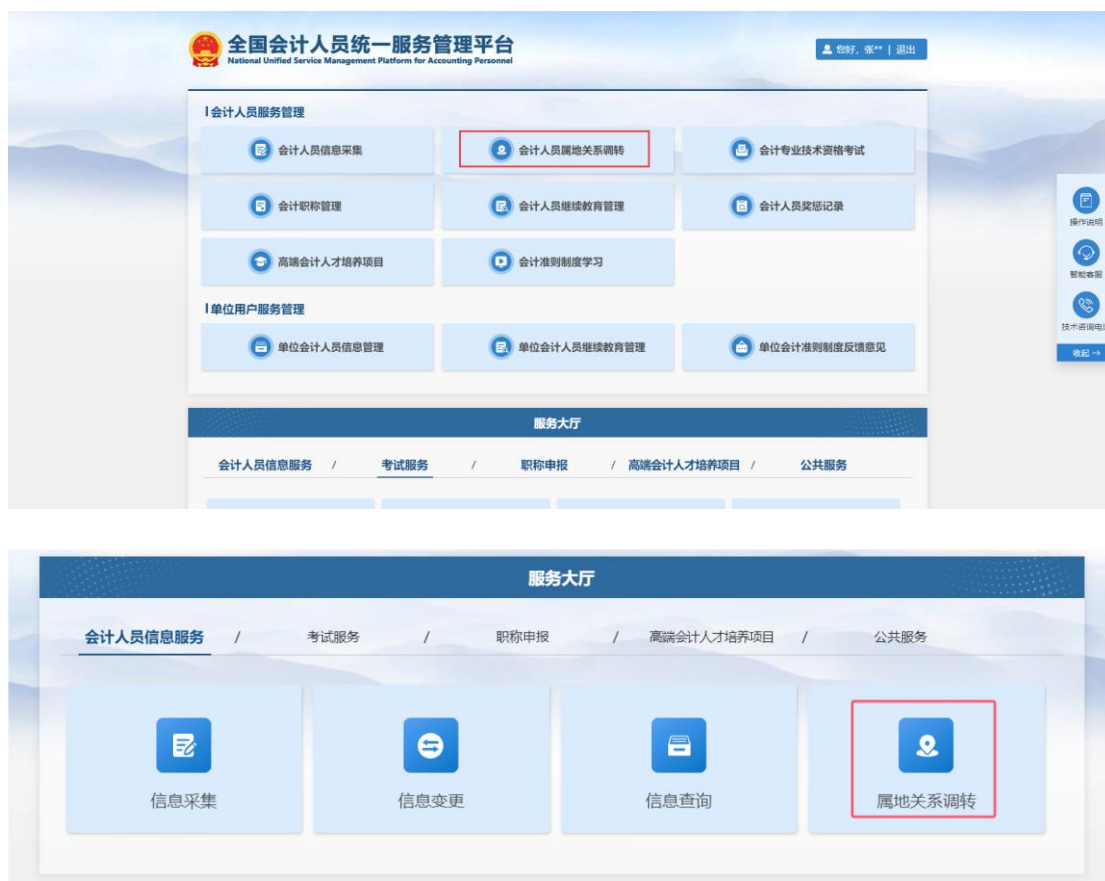 全国会计人员统一服务管理平台
National Unified Service Management Platform for Accounting Personnel
您好，张** | 退出
会计人员服务管理
会计人员信息采集
会计人员属地关系调转
会计专业技术资格考试
会计职称管理
会计人员继续教育管理
会计人员奖惩记录
高端会计人才培养项目
会计准则制度学习
单位用户服务管理
单位会计人员信息管理
单位会计人员继续教育管理
单位会计准则制度反馈意见
操作说明
智能客服
技术咨询电
收起 →
服务大厅
会计人员信息服务 / 考试服务 / 职称申报 / 高端会计人才培养项目 / 公共服务
服务大厅
会计人员信息服务 / 考试服务 / 职称申报 / 高端会计人才培养项目 / 公共服务
信息采集
信息变更
信息查询
属地关系调转